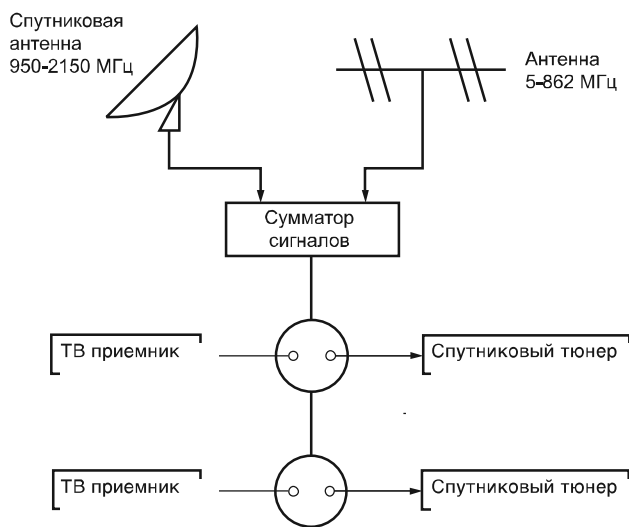 Спутниковая
антенна
950-2150 МГц
Антенна
5-862 МГц
Сумматор
сигналов
ТВ приемник
Спутниковый тюнер
ТВ приемник
Спутниковый тюнер